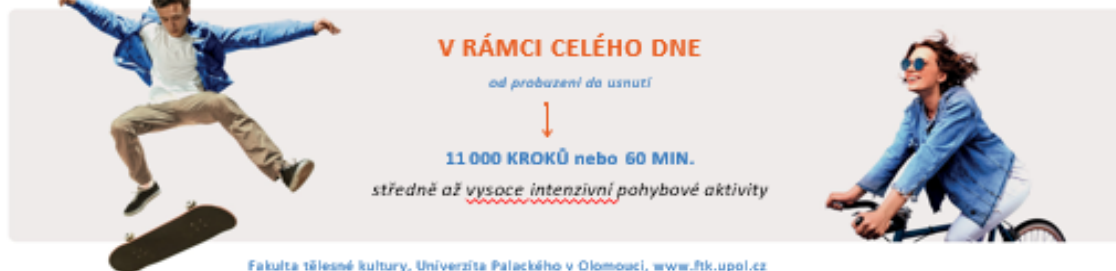 V RÁMCI CELÉHO DNE
od probuzení do usnutí
11 000 KROKŮ nebo 60 MIN.
středně až vysoce intenzivní pohybové aktivity
Fakulta tělesné kultury, Univerzita Palackého v Olomouci, www.ftk.upol.cz